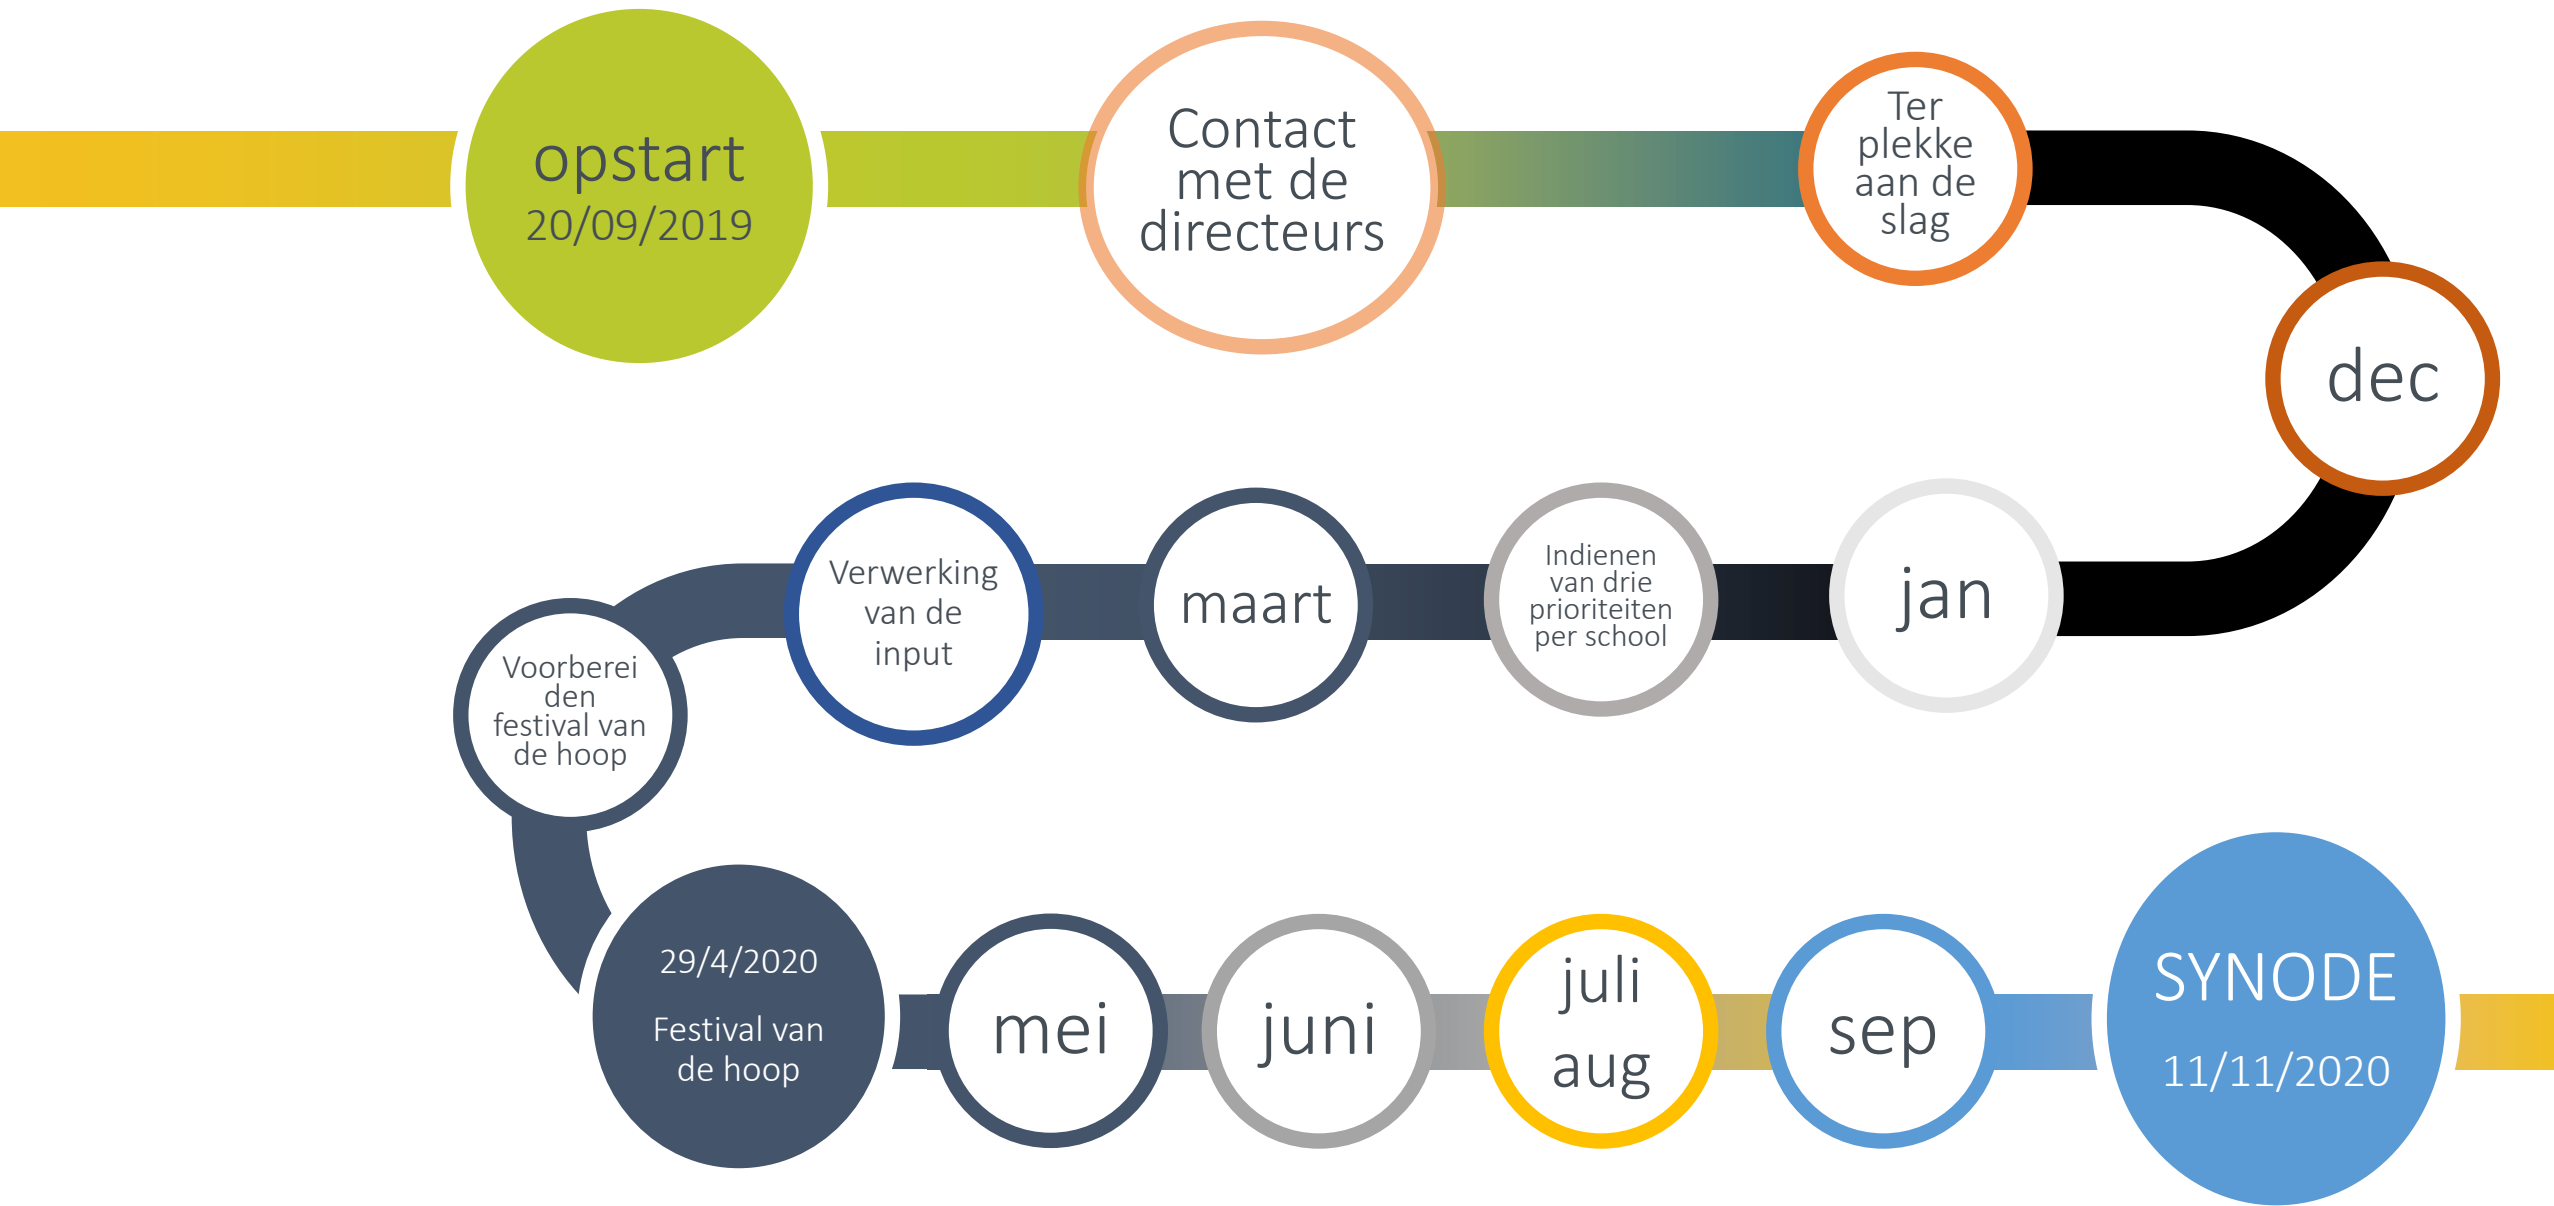 opstart
20/09/2019
Contact
met de
directeurs
Ter
plekke
aan de
slag
dec
jan
Indienen
van drie
prioriteiten
per school
maart
Verwerking
van de
input
Voorberei
den
festival van
de hoop
29/4/2020
Festival van
de hoop
mei
juni
juli
aug
sep
SYNODE
11/11/2020